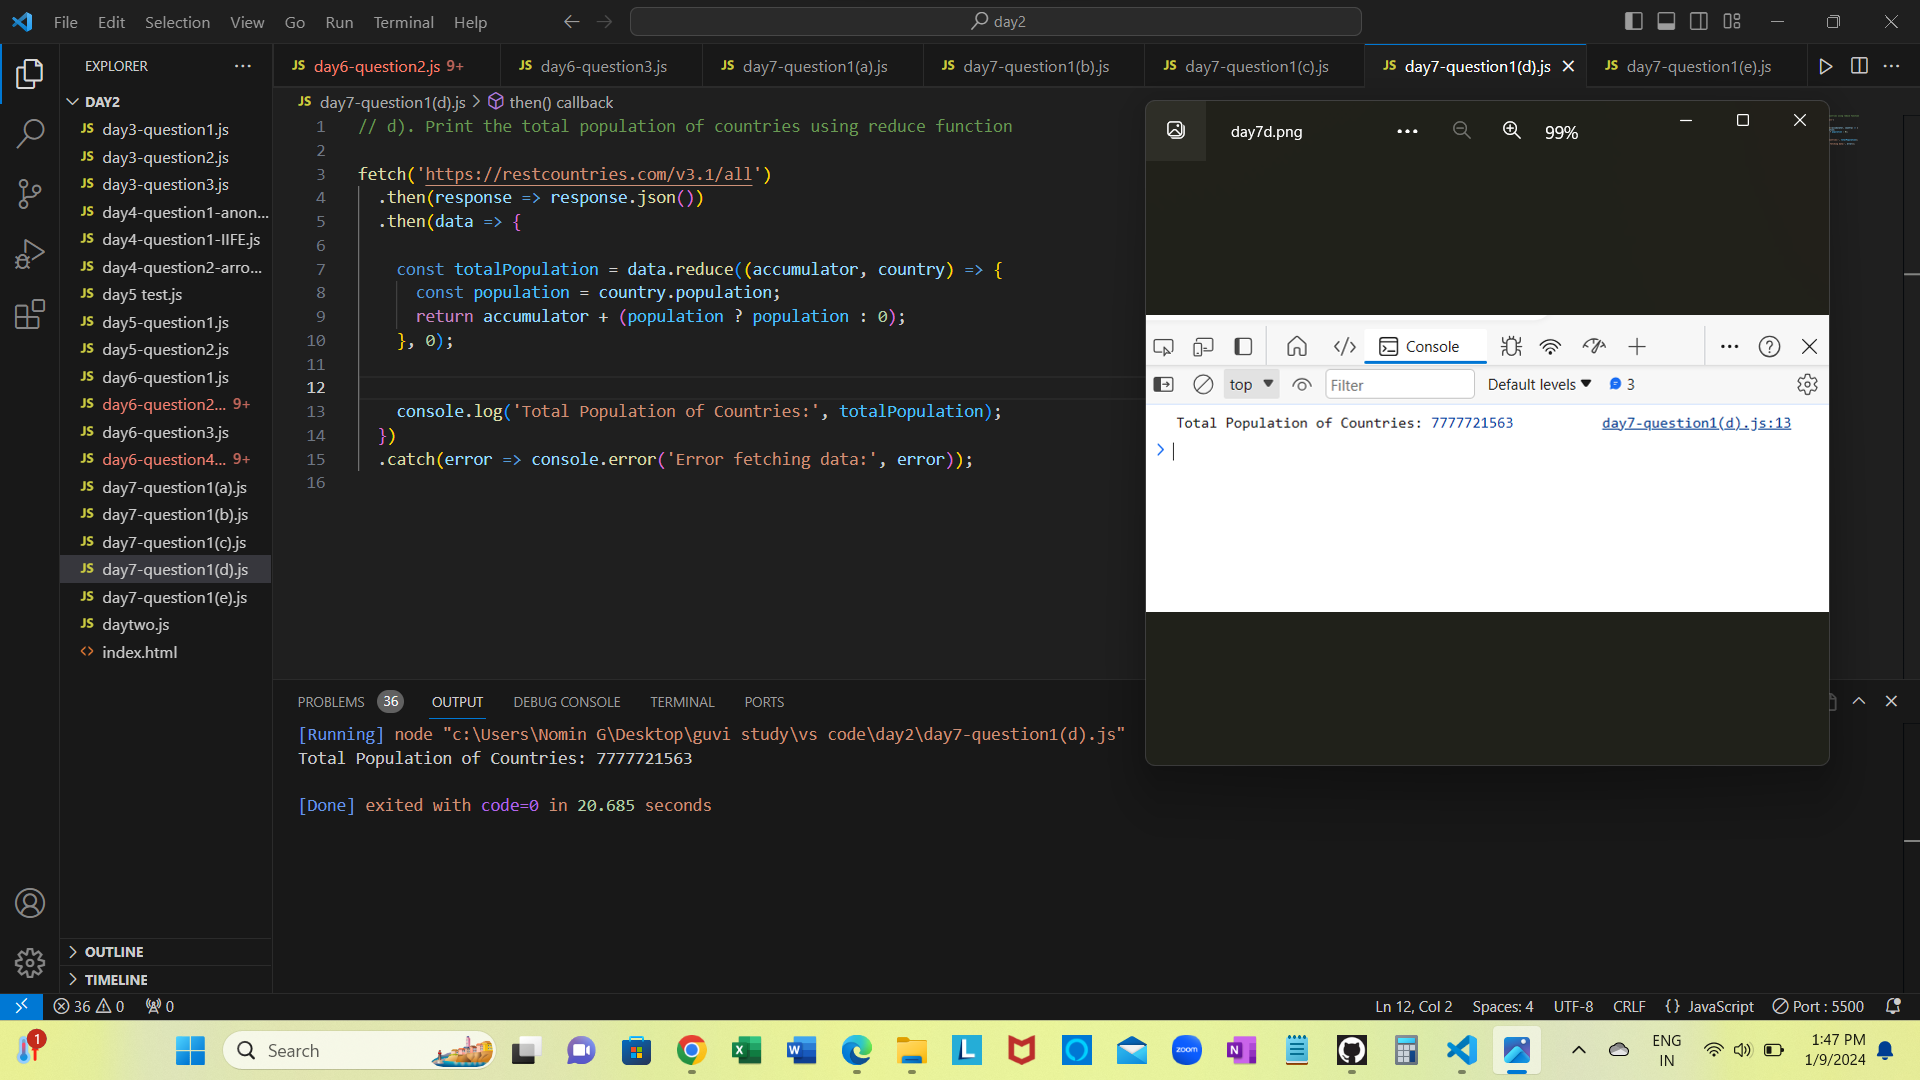 File Edit Selection View Go Run Terminal Help
day2
EXPLORER
DAY2
JS day3-question1.js
JS day3-question2.js
JS day3-question3.js
JS day4-question1-anon...
JS day4-question1-IIFE.js
JS day4-question2-arro...
JS day5 test.js
JS day5-question1.js
JS day5-question2.js
JS day6-question1.js
JS day6-question2... 9+
JS day6-question3.js
JS day6-question4... 9+
JS day7-question1(a).js
JS day7-question1(b).js
JS day7-question1(c).js
JS day7-question1(d).js
JS day7-question1(e).js
JS daytwo.js
<> index.html
OUTLINE
TIMELINE
JS day6-question2.js 9+
JS day6-question3.js
JS day7-question1(a).js
JS day7-question1(b).js
JS day7-question1(c).js
JS day7-question1(d).js
JS day7-question1(e).js
JS day7-question1(d).js > then() callback
1 // d). Print the total population of countries using reduce function
2
3 fetch('https://restcountries.com/v3.1/all')
4 .then(response => response.json())
5 .then(data => {
6
7 const totalPopulation = data.reduce((accumulator, country) => {
8 const population = country.population;
9 return accumulator + (population ? population : 0);
10 }, 0);
11
12
13 console.log('Total Population of Countries:', totalPopulation);
14 })
15 .catch(error => console.error('Error fetching data:', error));
16
day7d.png
99%
Console
top
Filter
Default levels
3
Total Population of Countries: 7777721563 day7-question1(d).js:13
>
PROBLEMS 36 OUTPUT DEBUG CONSOLE TERMINAL PORTS
[Running] node "c:\Users\Nomin G\Desktop\guvi study\vs code\day2\day7-question1(d).js"
Total Population of Countries: 7777721563
[Done] exited with code=0 in 20.685 seconds
36 0 0
Ln 12, Col 2 Spaces: 4 UTF-8 CRLF {} JavaScript Port : 5500
1
Search
X
W
L
zoom
N
ENG
IN
1:47 PM
1/9/2024